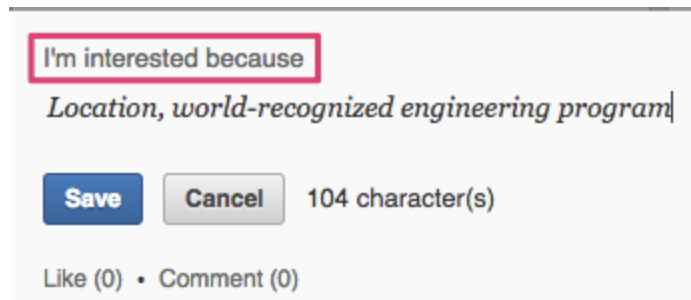 I'm interested because
Location, world-recognized engineering program
Save Cancel 104 character(s)
Like (0) • Comment (0)